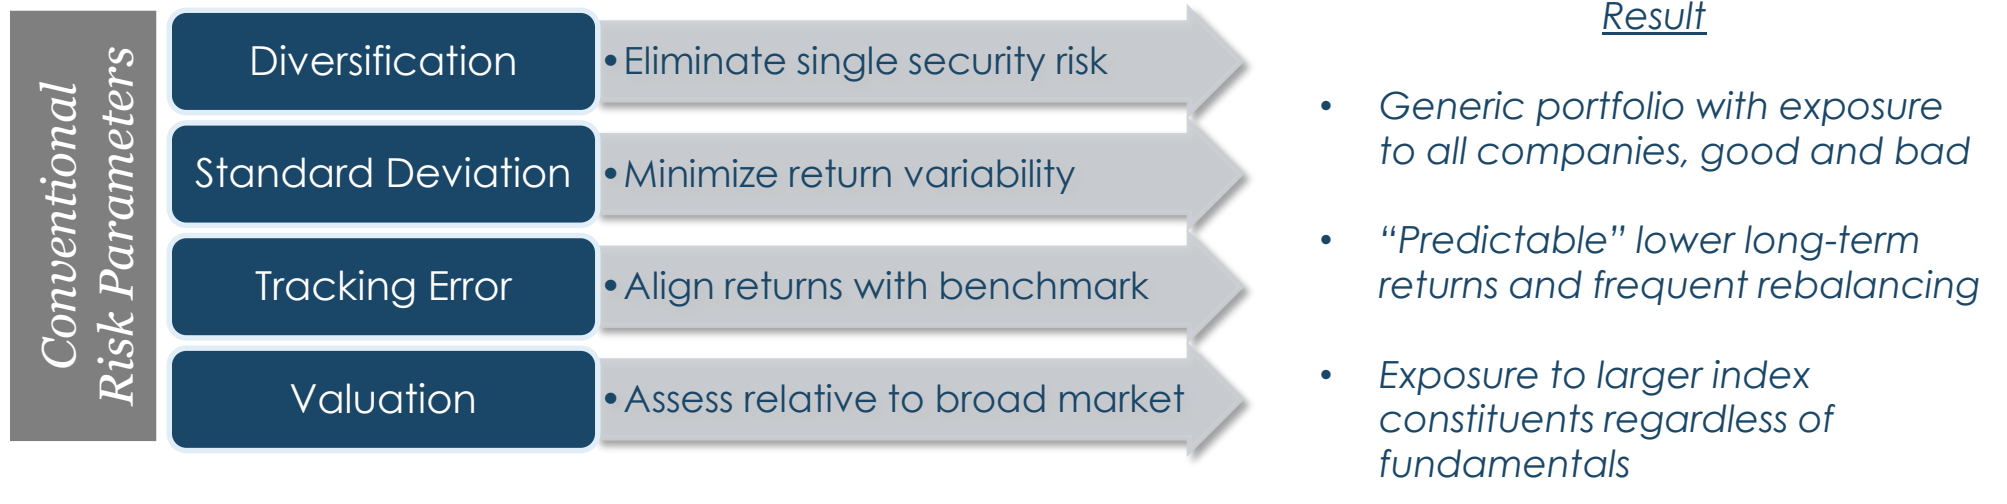 Conventional
Risk Parameters
Diversification
•Eliminate single security risk
Standard Deviation
•Minimize return variability
Tracking Error
•Align returns with benchmark
Valuation
•Assess relative to broad market
Result
• Generic portfolio with exposure
to all companies, good and bad
• “Predictable” lower long-term
returns and frequent rebalancing
• Exposure to larger index
constituents regardless of
fundamentals